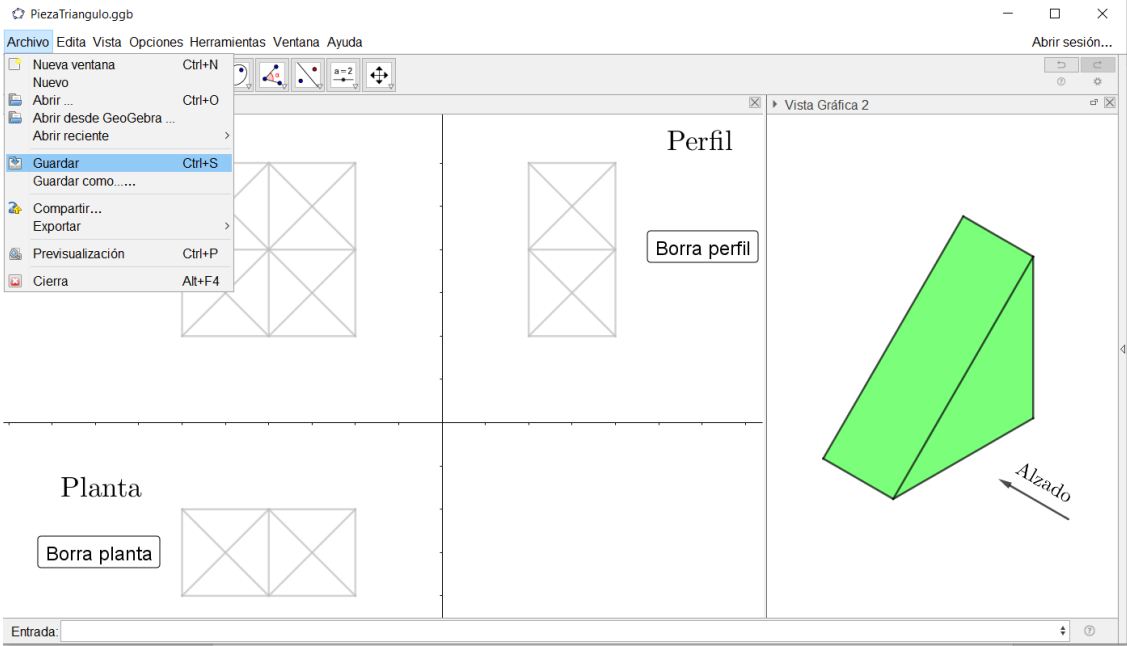 PiezaTriangulo.ggb
Archivo Edita Vista Opciones Herramientas Ventana Ayuda
Abrir sesión...
Nueva ventana Ctrl+N
Nuevo
Abrir ... Ctrl+O
Abrir desde GeoGebra ...
Abrir reciente
Guardar Ctrl+S
Guardar como......
Compartir...
Exportar
Previsualización Ctrl+P
Cierra Alt+F4
a=2
Vista Gráfica 2
Perfil
Borra perfil
Alzado
Planta
Borra planta
Entrada: